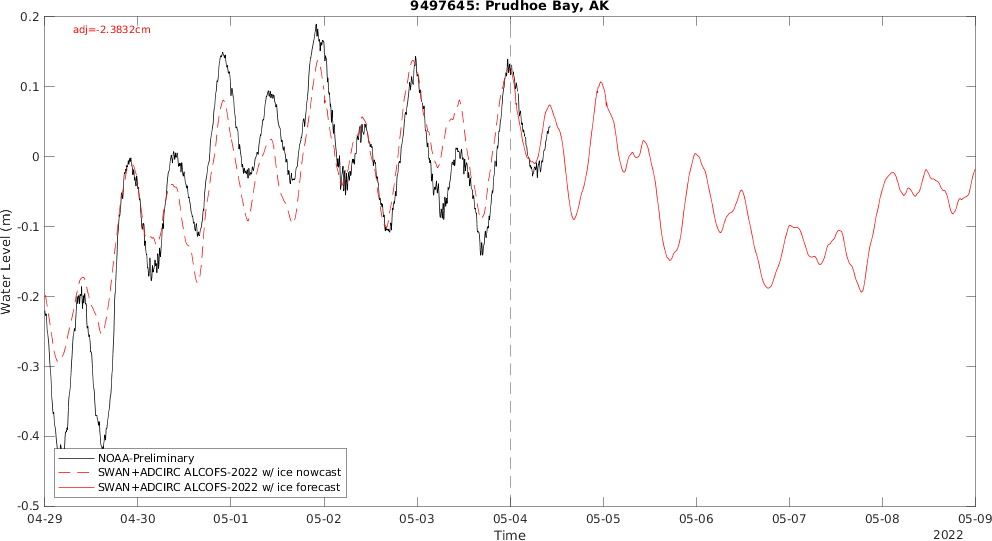 9497645: Prudhoe Bay, AK
adj=-2.3832cm
0.2
0.1
0
-0.1
-0.2
-0.3
-0.4
-0.5
Water Level (m)
NOAA-Preliminary
SWAN+ADCIRC ALCOFS-2022 w/ ice nowcast
SWAN+ADCIRC ALCOFS-2022 w/ ice forecast
04-29 04-30 05-01 05-02 05-03 05-04 05-05 05-06 05-07 05-08 05-09
Time
2022